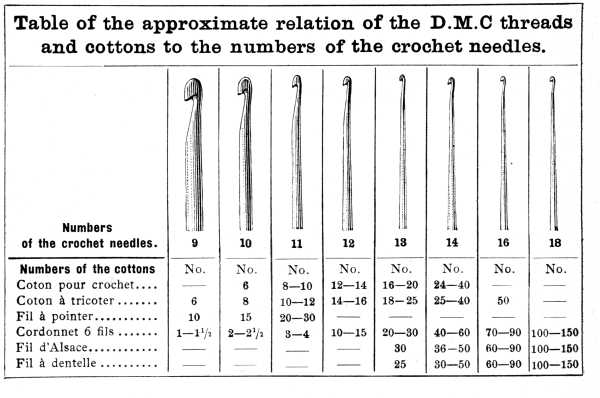 Table of the approximate relation of the D.M.C threads
and cottons to the numbers of the crochet needles.
Numbers
of the crochet needles. 9 10 11 12 13 14 16 18
Numbers of the cottons No. No. No. No. No. No. No. No.
Coton pour crochet.... — 6 8—10 12—14 16—20 24—40 — —
Coton à tricoter ....... 6 8 10—12 14—16 18—25 25—40 50 —
Fil à pointer........... 10 15 20—30 — — — — —
Cordonnet 6 fils ....... 1—1 1/2 2—2 1/2 3—4 10—15 20—30 40—60 70—90 100—150
Fil d'Alsace........... — — — — 30 36—50 60—90 100—150
Fil à dentelle .......... — — — — 25 30—50 60—90 100—150